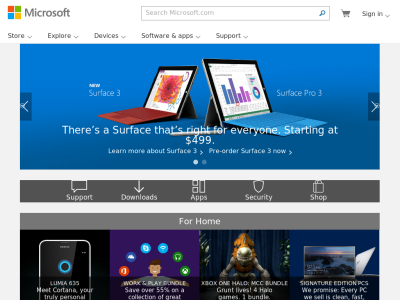 Microsoft
Search Microsoft.com
Sign in
Store
Explore
Devices
Software & apps
Support
NEW
Surface 3
Surface Pro 3
There's a Surface that's right for everyone. Starting at
$499.
Learn more about Surface 3 > Pre-order Surface 3 now >
Support
Downloads
Apps
Security
Shop
For Home
LUMIA 635
Meet Cortana, your
truly personal
WORK & PLAY BUNDLE
Save over 55% on a
collection of great
XBOX ONE HALO: MCC BUNDLE
Grunt lives! 4 Halo
games. 1 bundle.
SIGNATURE EDITION PCS
We promise: Every PC
we sell is clean, fast,